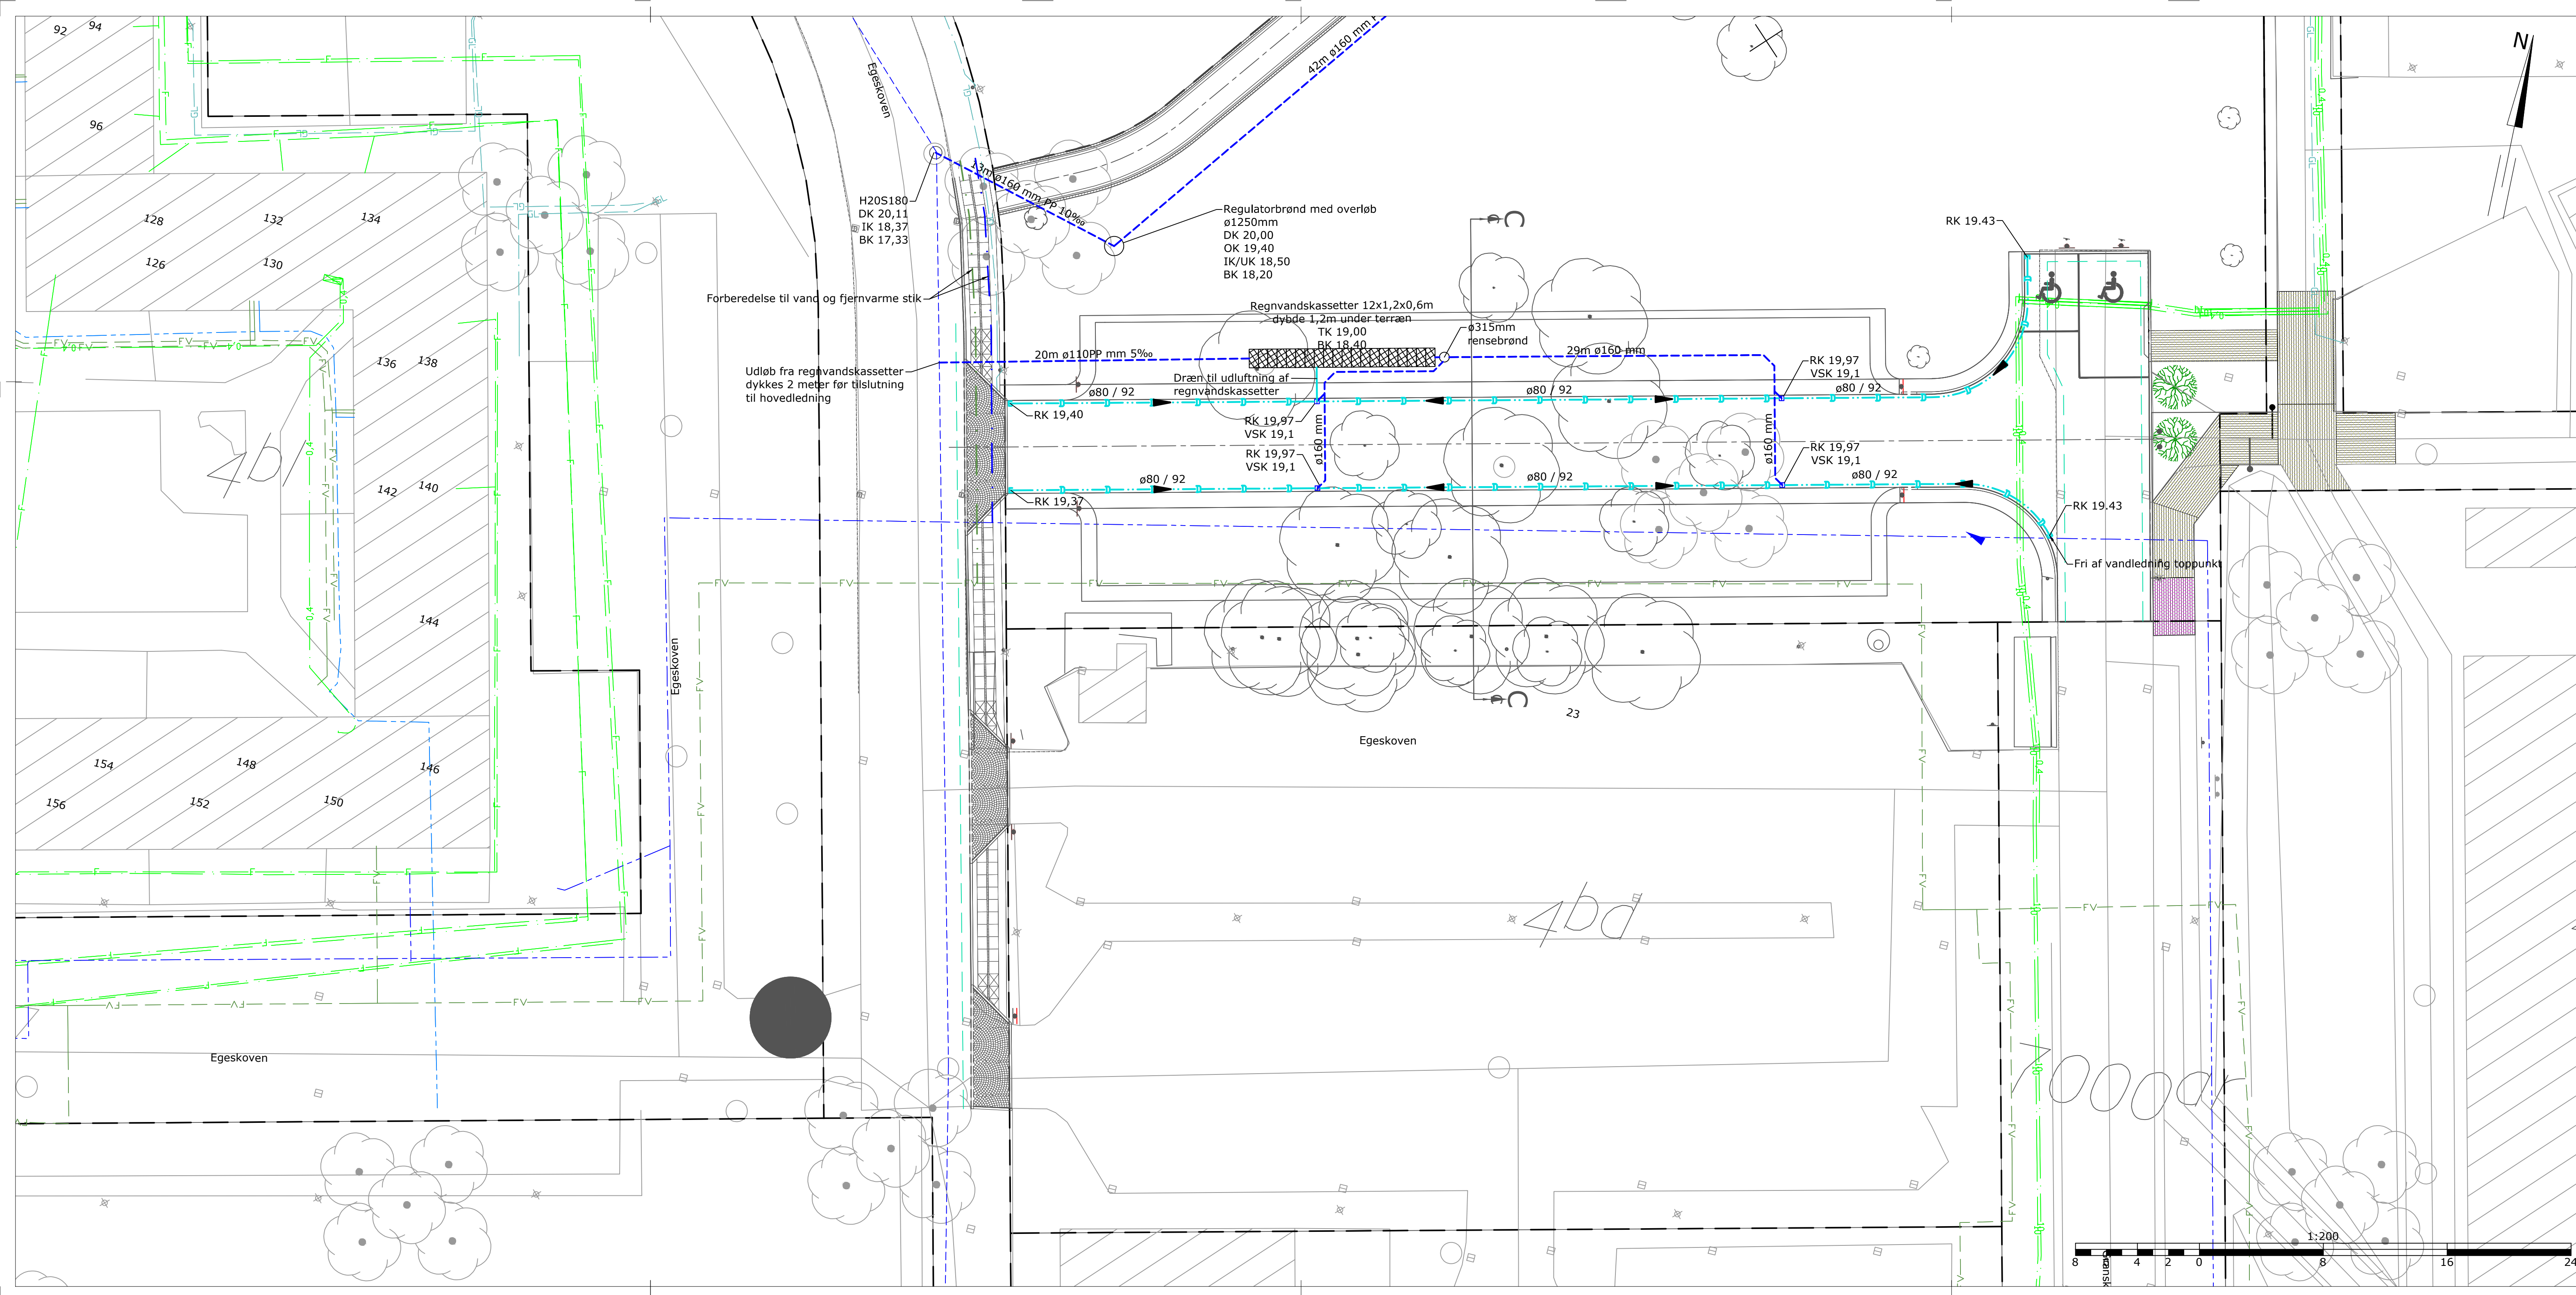 92
94
96
128
132
134
126
130
136
138
142
140
144
154
148
146
156
152
150
Egeskoven
Egeskoven
Egeskoven
Egeskoven
N
42m ø160 mm
13m ø160 mm PP 10‰
H20S180
DK 20,11
IK 18,37
BK 17,33
Regulatorbrønd med overløb
ø1250mm
DK 20,00
OK 19,40
IK/UK 18,50
BK 18,20
Forberedelse til vand og fjernvarme stik
Regnvandskassetter 12x1,2x0,6m
dybde 1,2m under terræn
TK 19,00
BK 18,40
ø315mm
rensebrønd
20m ø110PP mm 5‰
29m ø160 mm
Udløb fra regnvandskassetter
dykkes 2 meter før tilslutning
til hovedledning
Dræn til udluftning af
regnvandskassetter
RK 19.43
RK 19,97
VSK 19,1
ø80 / 92
ø80 / 92
ø80 / 92
RK 19,40
RK 19,97
VSK 19,1
ø160 mm
ø160 mm
RK 19,97
VSK 19,1
RK 19,97
VSK 19,1
ø80 / 92
ø80 / 92
ø80 / 92
RK 19,37
RK 19.43
Fri af vandledning toppunkt
C
C
23
4bl
4bd
7000ar
FV
GL
1:200
8
4
2
0
8
16
24